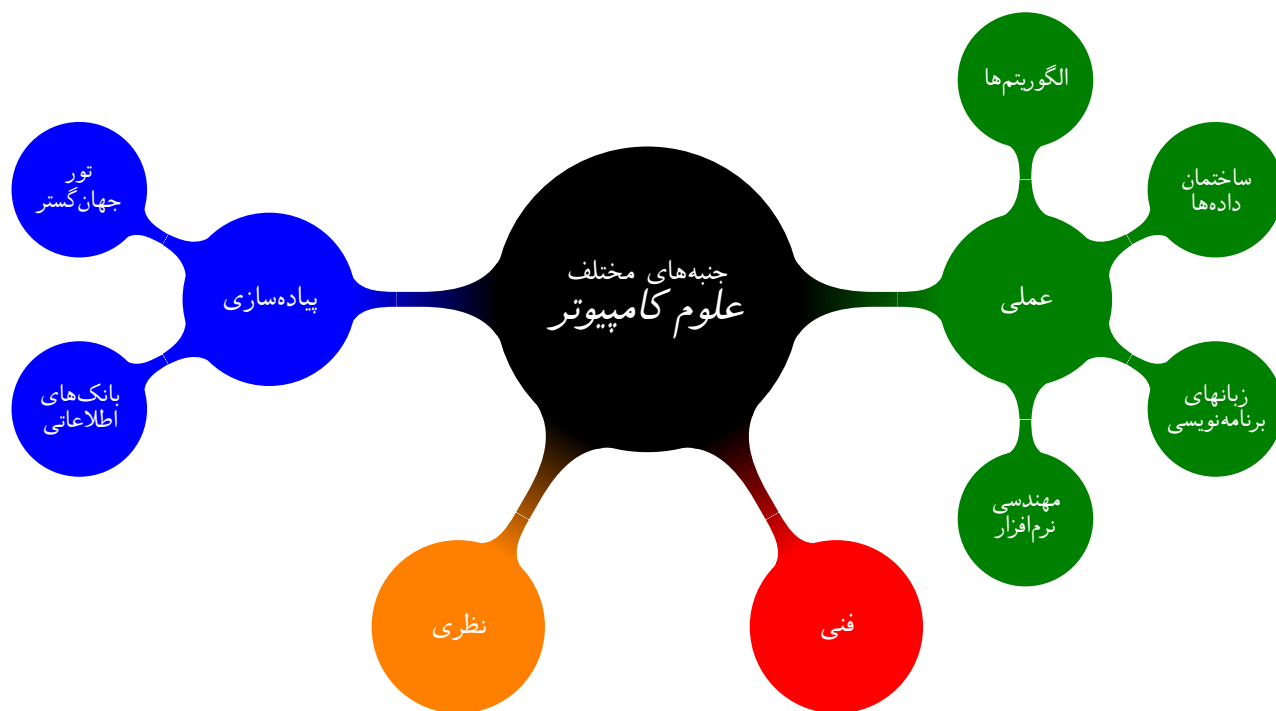 جنبه‌های مختلف
علوم کامپیوتر
عملی
الگوریتم‌ها
ساختمان
داده‌ها
زبانهای
برنامه‌نویسی
مهندسی
نرم‌افزار
فنی
نظری
پیاده‌سازی
تور
جهان‌گستر
بانک‌های
اطلاعاتی